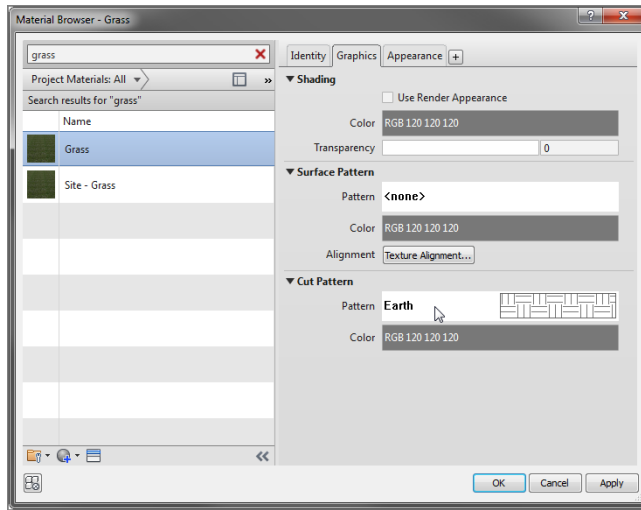 Material Browser - Grass
grass
Project Materials: All
»
Search results for "grass"
Name
Grass
Site - Grass
Identity
Graphics
Appearance
+
Shading
Use Render Appearance
Color
RGB 120 120 120
Transparency
0
Surface Pattern
Pattern
<none>
Color
RGB 120 120 120
Alignment
Texture Alignment...
Cut Pattern
Pattern
Earth
Color
RGB 120 120 120
OK
Cancel
Apply